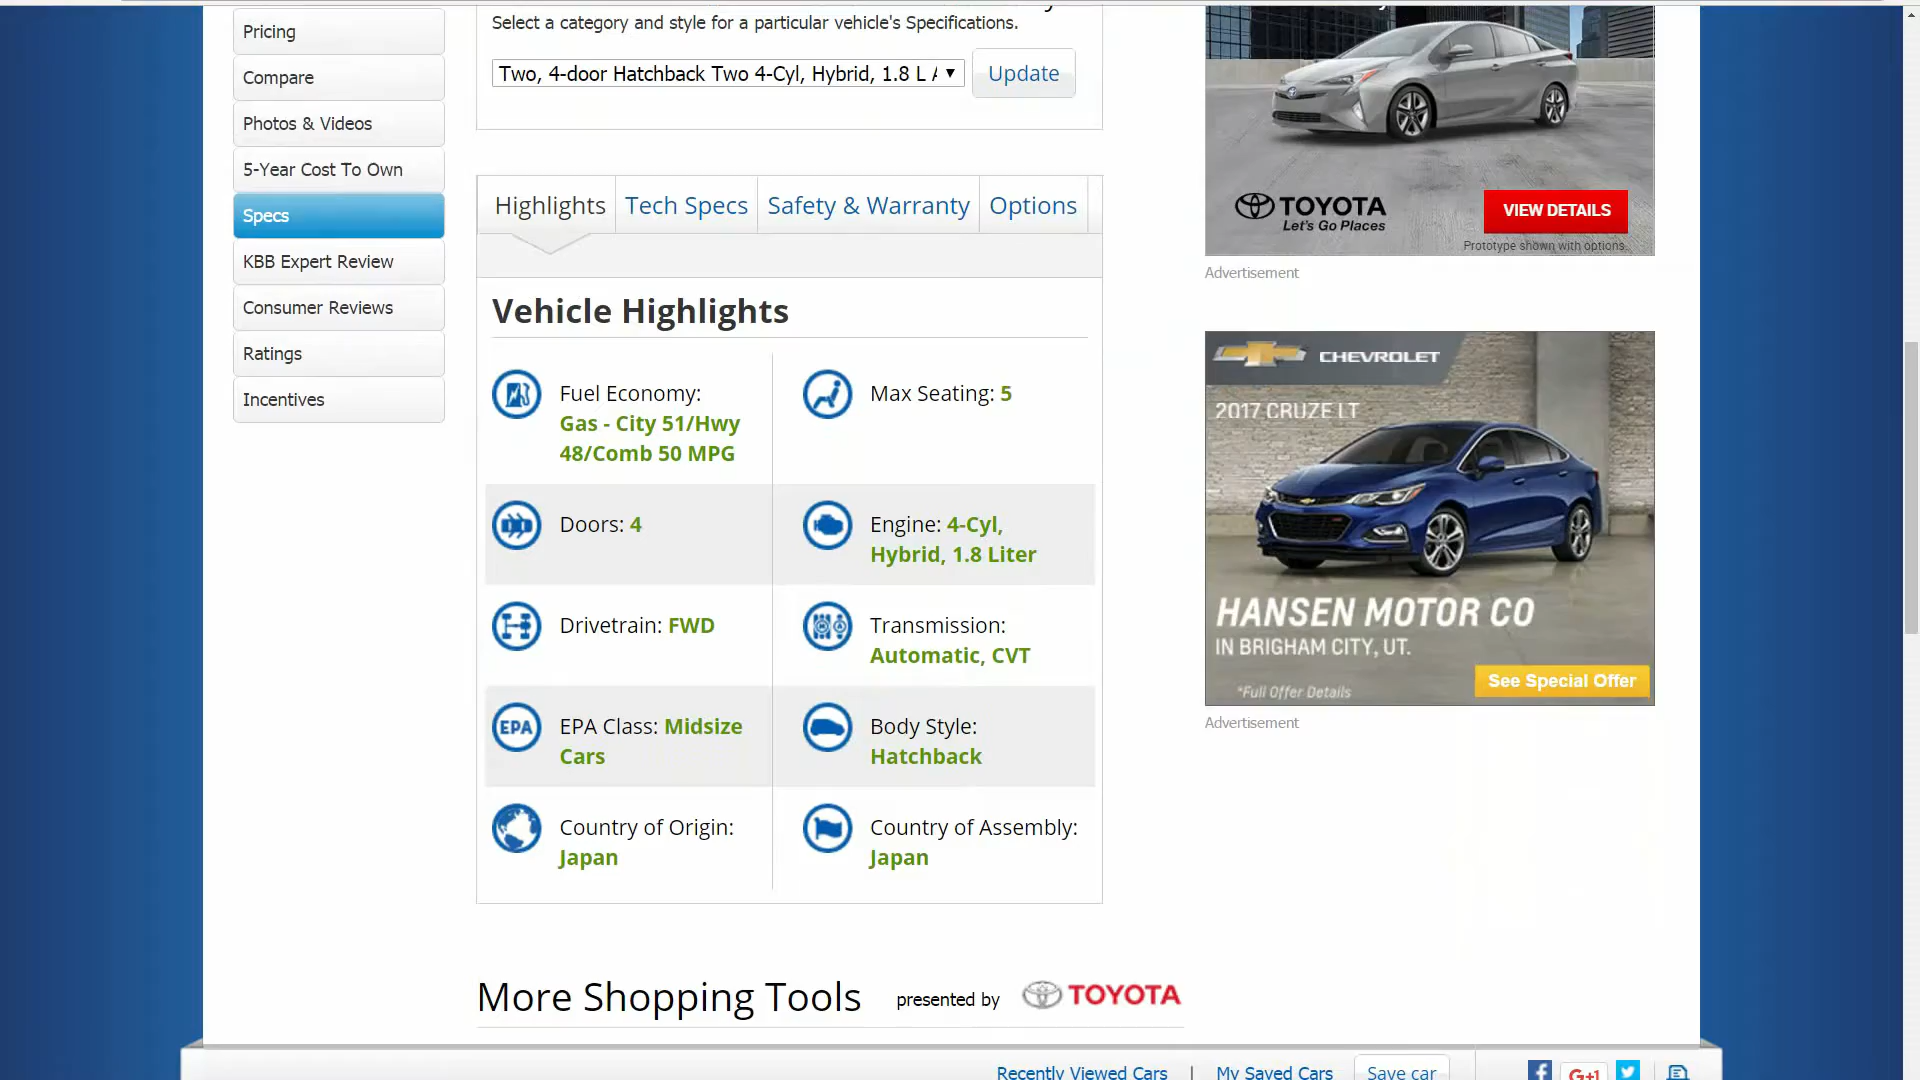 Pricing
Compare
Photos & Videos
5-Year Cost To Own
Specs
KBB Expert Review
Consumer Reviews
Ratings
Incentives
Select a category and style for a particular vehicle's Specifications.
Two, 4-door Hatchback Two 4-Cyl, Hybrid, 1.8 L
Update
Highlights
Tech Specs
Safety & Warranty
Options
Vehicle Highlights
Fuel Economy:
Gas - City 51/Hwy
48/Comb 50 MPG
Max Seating: 5
Doors: 4
Engine: 4-Cyl,
Hybrid, 1.8 Liter
Drivetrain: FWD
Transmission:
Automatic, CVT
EPA
EPA Class: Midsize
Cars
Body Style:
Hatchback
Country of Origin:
Japan
Country of Assembly:
Japan
More Shopping Tools
presented by
TOYOTA
TOYOTA
Let's Go Places
VIEW DETAILS
Prototype shown with options.
Advertisement
CHEVROLET
2017 CRUZE LT
HANSEN MOTOR CO
IN BRIGHAM CITY, UT.
*Full Offer Details
See Special Offer
Advertisement
Recently Viewed Cars
|
My Saved Cars
Save car
G+1